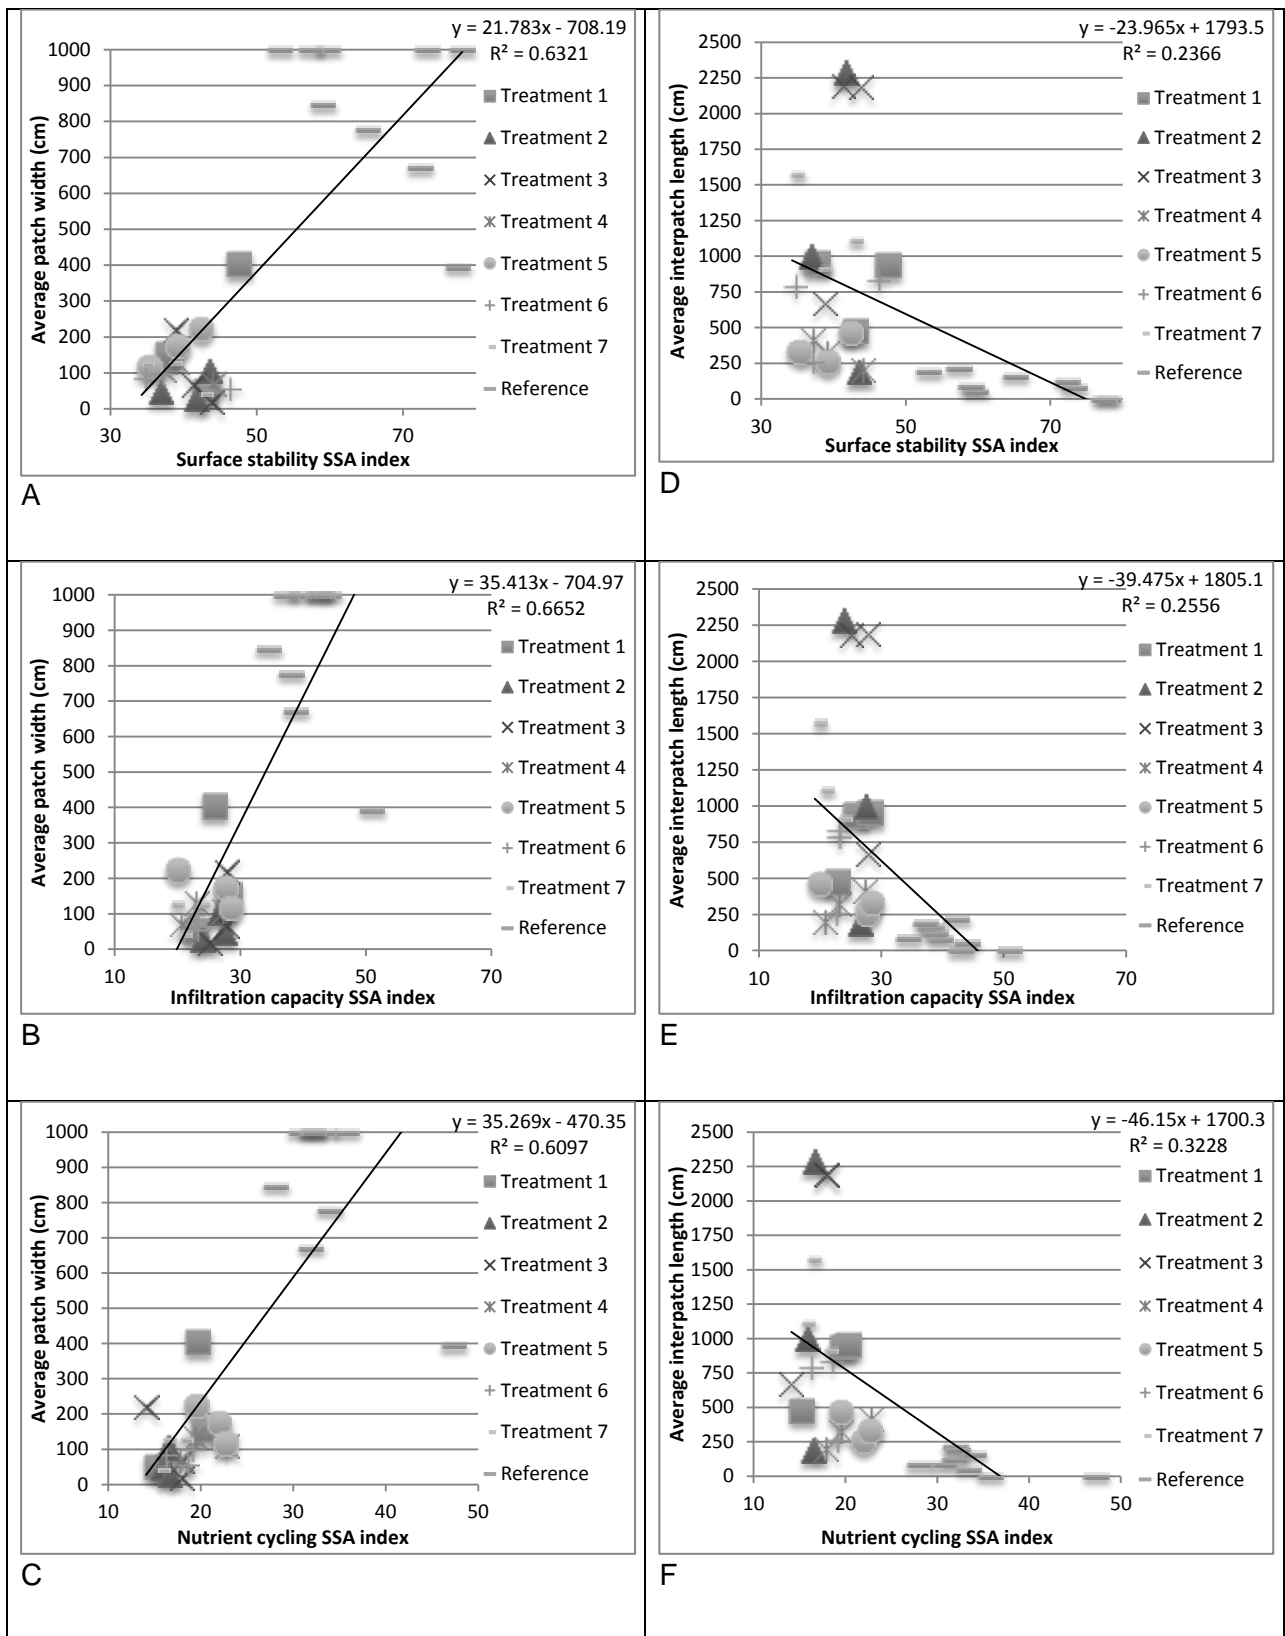 y = 21.783x - 708.19
R² = 0.6321
Average patch width (cm)
1000
900
800
700
600
500
400
300
200
100
0
30 50 70
Surface stability SSA index
Treatment 1
Treatment 2
Treatment 3
Treatment 4
Treatment 5
Treatment 6
Treatment 7
Reference
A
y = -23.965x + 1793.5
R² = 0.2366
Average interpatch length (cm)
2500
2250
2000
1750
1500
1250
1000
750
500
250
0
30 50 70
Surface stability SSA index
Treatment 1
Treatment 2
Treatment 3
Treatment 4
Treatment 5
Treatment 6
Treatment 7
Reference
D
y = 35.413x - 704.97
R² = 0.6652
Average patch width (cm)
1000
900
800
700
600
500
400
300
200
100
0
10 30 50 70
Infiltration capacity SSA index
Treatment 1
Treatment 2
Treatment 3
Treatment 4
Treatment 5
Treatment 6
Treatment 7
Reference
B
y = -39.475x + 1805.1
R² = 0.2556
Average interpatch length (cm)
2500
2250
2000
1750
1500
1250
1000
750
500
250
0
10 30 50 70
Infiltration capacity SSA index
Treatment 1
Treatment 2
Treatment 3
Treatment 4
Treatment 5
Treatment 6
Treatment 7
Reference
E
y = 35.269x - 470.35
R² = 0.6097
Average patch width (cm)
1000
900
800
700
600
500
400
300
200
100
0
10 20 30 40 50
Nutrient cycling SSA index
Treatment 1
Treatment 2
Treatment 3
Treatment 4
Treatment 5
Treatment 6
Treatment 7
Reference
C
y = -46.15x + 1700.3
R² = 0.3228
Average interpatch length (cm)
2500
2250
2000
1750
1500
1250
1000
750
500
250
0
10 20 30 40 50
Nutrient cycling SSA index
Treatment 1
Treatment 2
Treatment 3
Treatment 4
Treatment 5
Treatment 6
Treatment 7
Reference
F